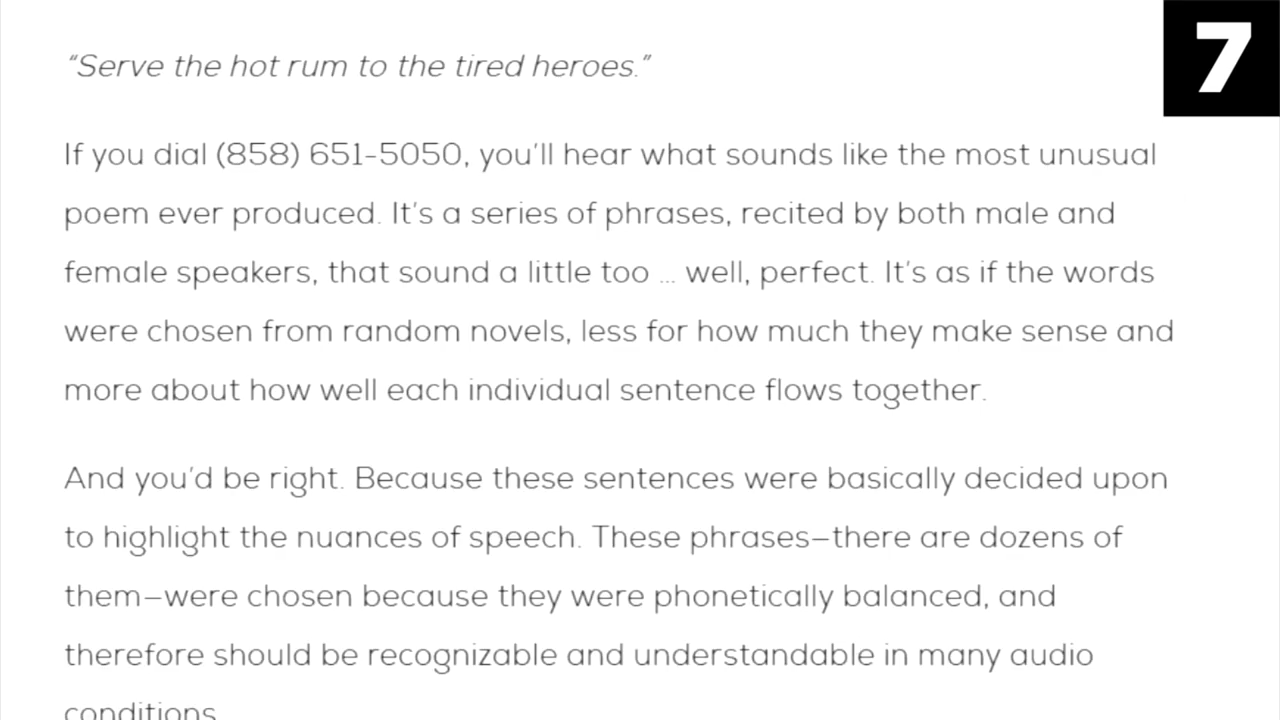 7
“Serve the hot rum to the tired heroes.”
If you dial (858) 651-5050, you’ll hear what sounds like the most unusual
poem ever produced. It’s a series of phrases, recited by both male and
female speakers, that sound a little too ... well, perfect. It’s as if the words
were chosen from random novels, less for how much they make sense and
more about how well each individual sentence flows together.
And you’d be right. Because these sentences were basically decided upon
to highlight the nuances of speech. These phrases—there are dozens of
them—were chosen because they were phonetically balanced, and
therefore should be recognizable and understandable in many audio
conditions.